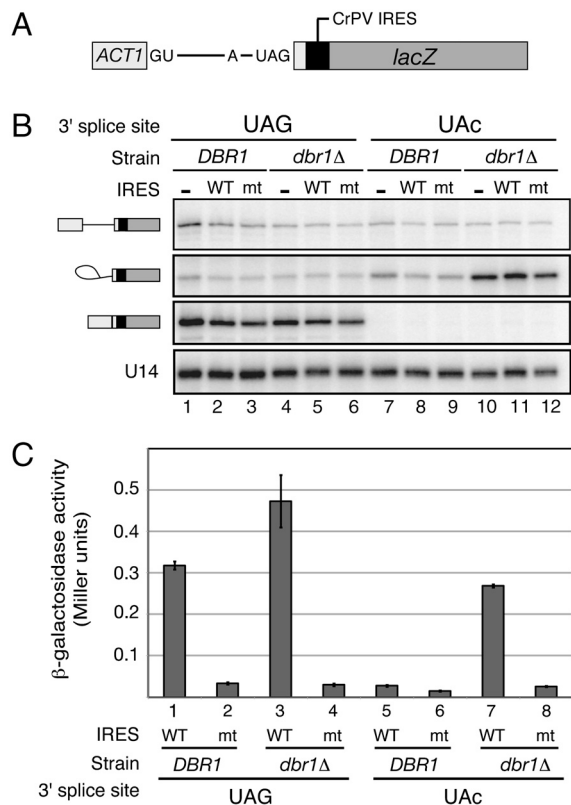 A
CrPV IRES
ACT1 GU A UAG lacZ
B
3' splice site UAG UAc
Strain DBR1 dbr1Δ DBR1 dbr1Δ
IRES - WT mt - WT mt - WT mt - WT mt
U14
1 2 3 4 5 6 7 8 9 10 11 12
C
β-galactosidase activity
(Miller units)
0.5
0.4
0.3
0.2
0.1
1 2 3 4 5 6 7 8
IRES WT mt WT mt WT mt WT mt
Strain DBR1 dbr1Δ DBR1 dbr1Δ
3' splice site UAG UAc